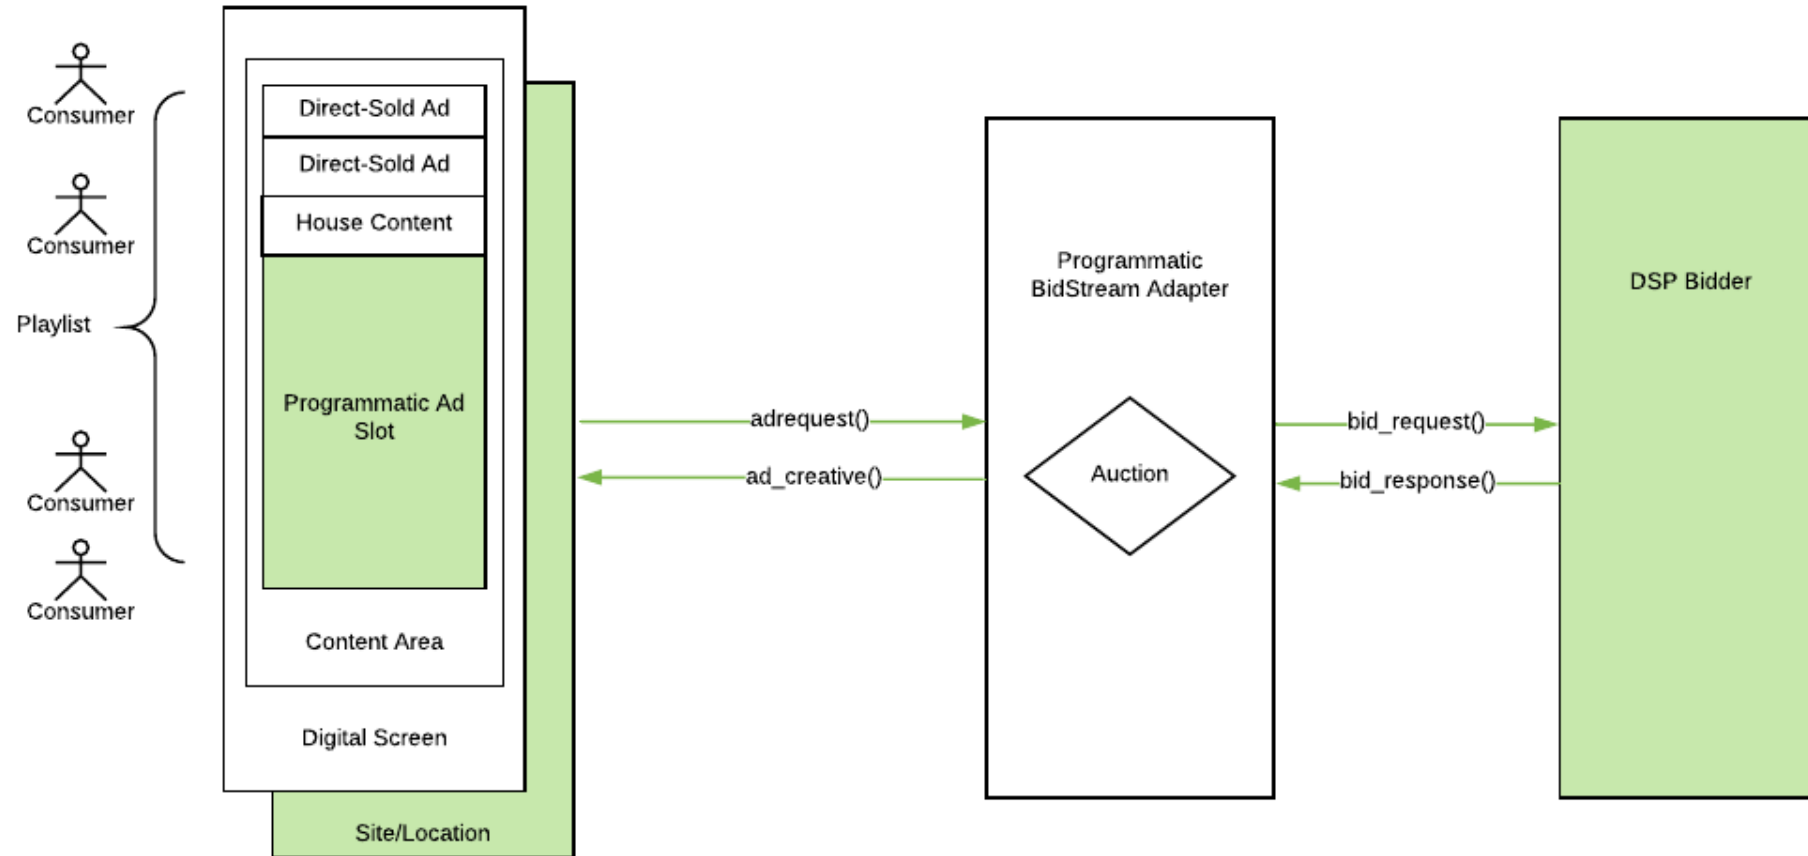 Consumer
Consumer
Playlist
Consumer
Consumer
Direct-Sold Ad
Direct-Sold Ad
House Content
Programmatic Ad
Slot
Content Area
Digital Screen
Site/Location
adrequest()
ad_creative()
Programmatic
BidStream Adapter
Auction
bid_request()
bid_response()
DSP Bidder